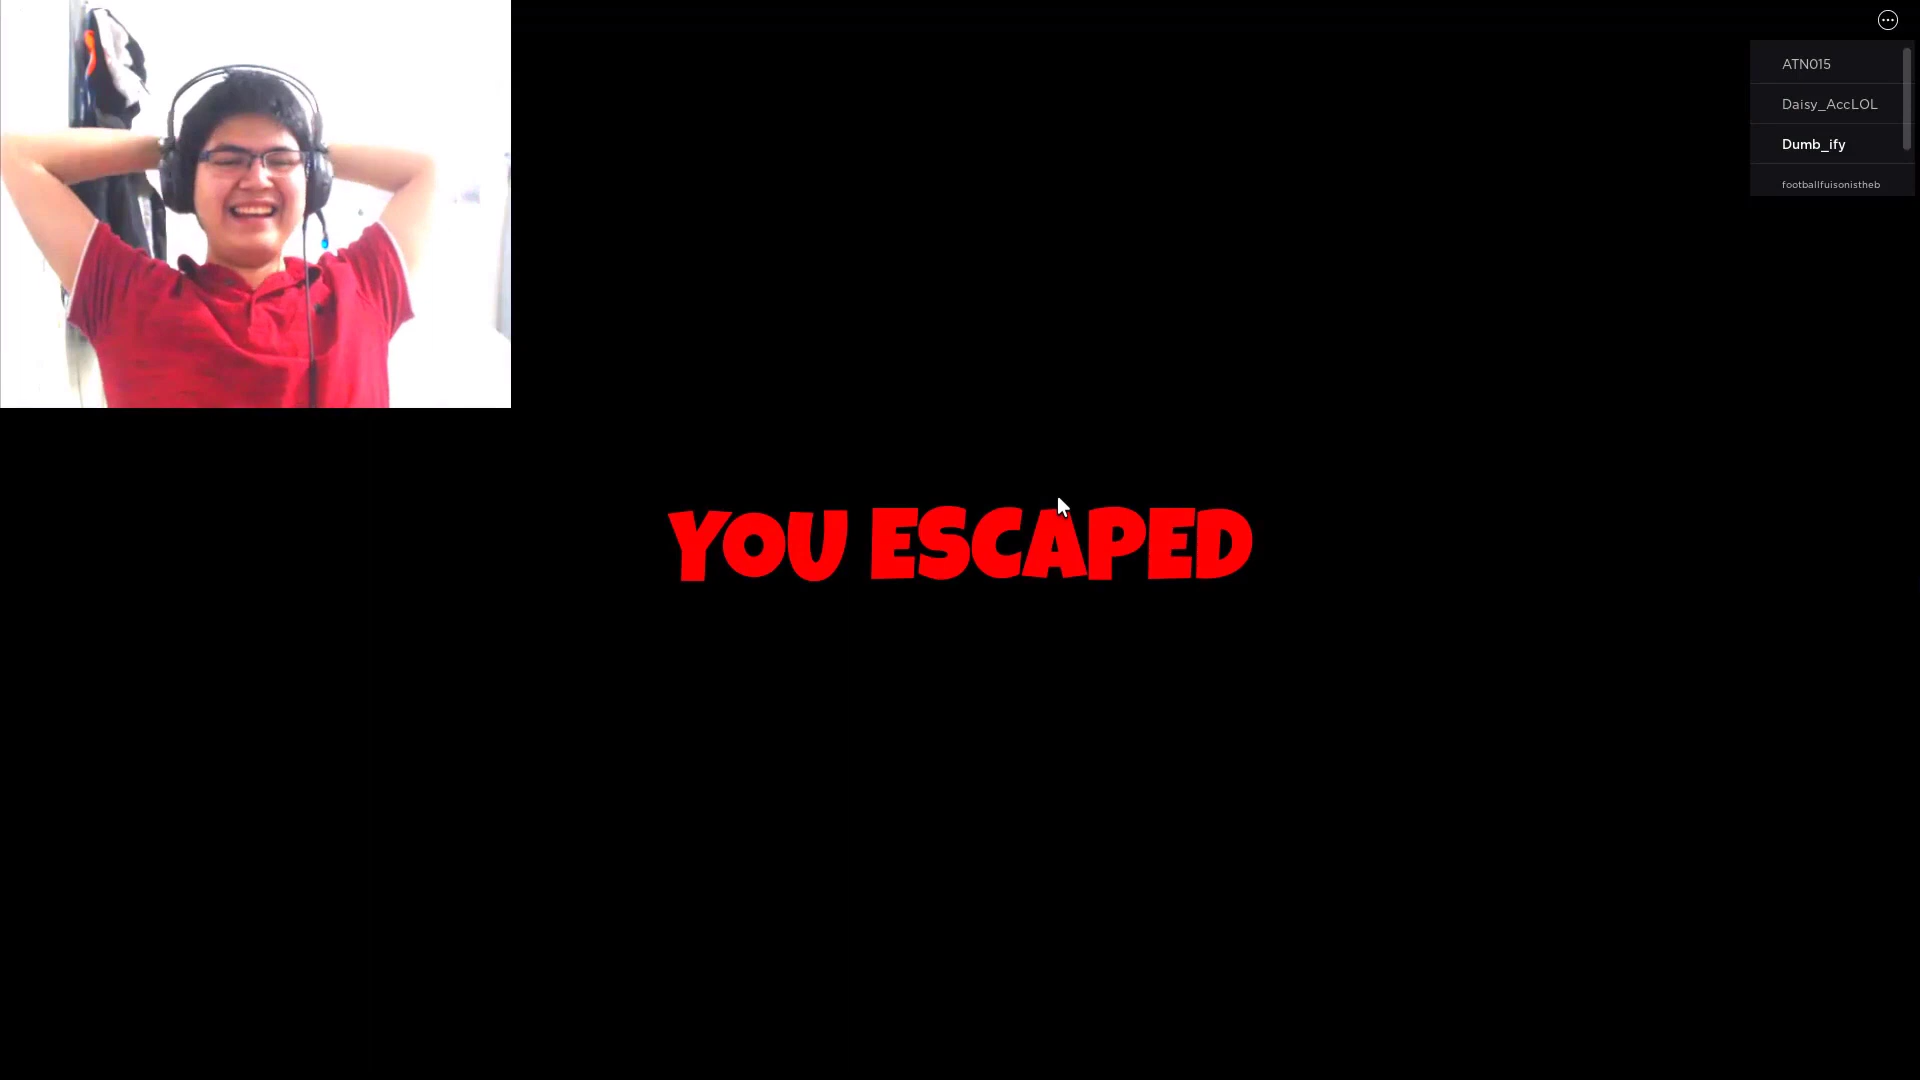 ATN015
Daisy_AccLOL
Dumb_ify
footballfuisonistheb
YOU ESCAPED